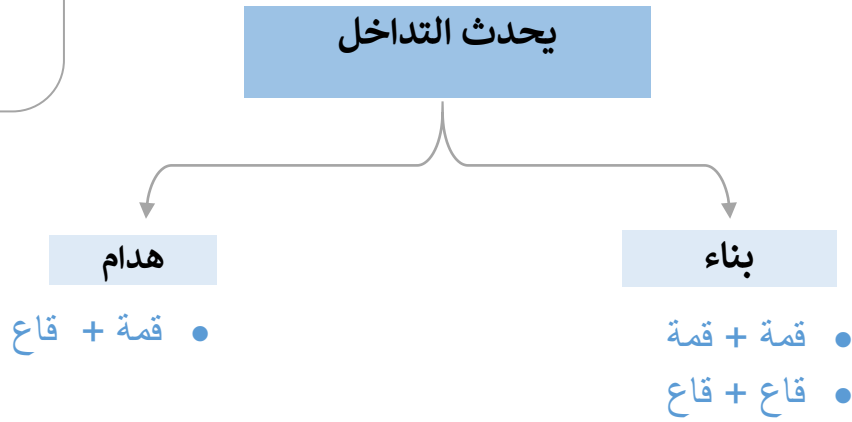 يحدث التداخل
بناء
• قمة + قمة
• قاع + قاع
هدام
• قمة + قاع